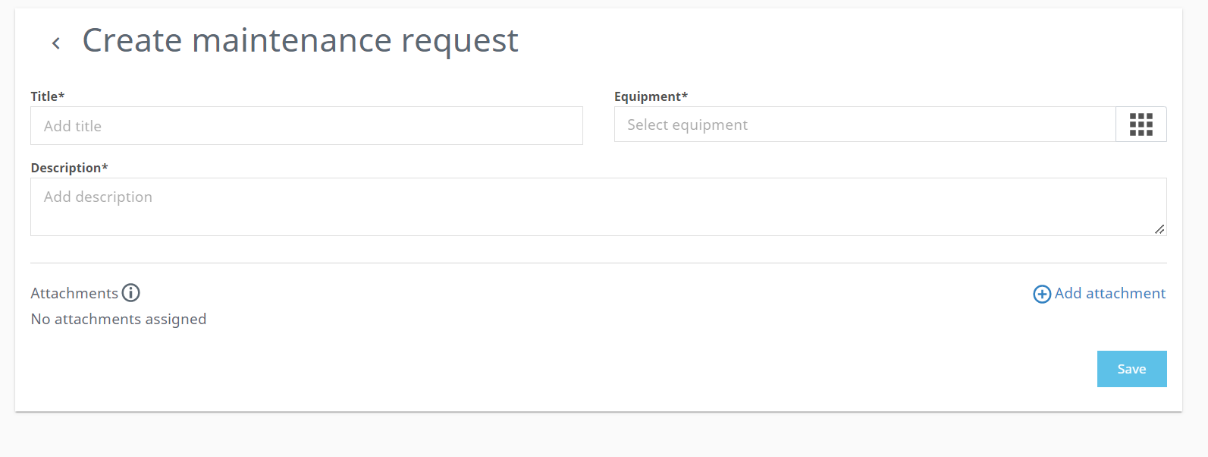 Create maintenance request
Title*
Equipment*
Add title
Select equipment
Description*
Add description
Attachments
Add attachment
No attachments assigned
Save